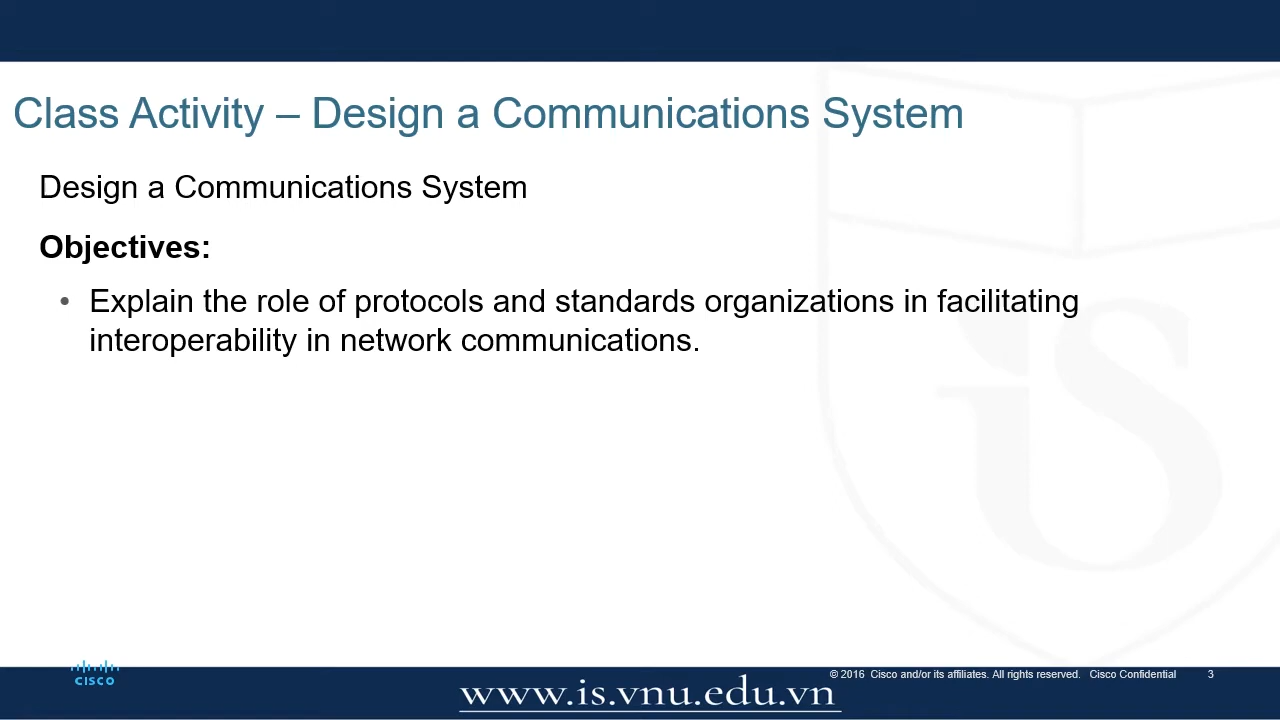 Class Activity – Design a Communications System
Design a Communications System
Objectives:
• Explain the role of protocols and standards organizations in facilitating
interoperability in network communications.
iS
CISCO
© 2016 Cisco and/or its affiliates. All rights reserved. Cisco Confidential 3
www.is.vnu.edu.vn